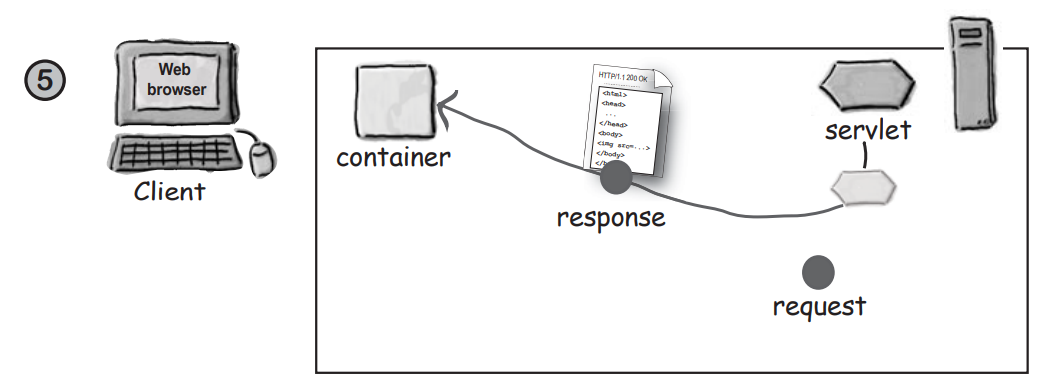 5
Web
browser
Client
container
HTTP/1.1 200 OK
<html>
<head>
...
</head>
<body>
<img src=...>
</body>
response
servlet
request